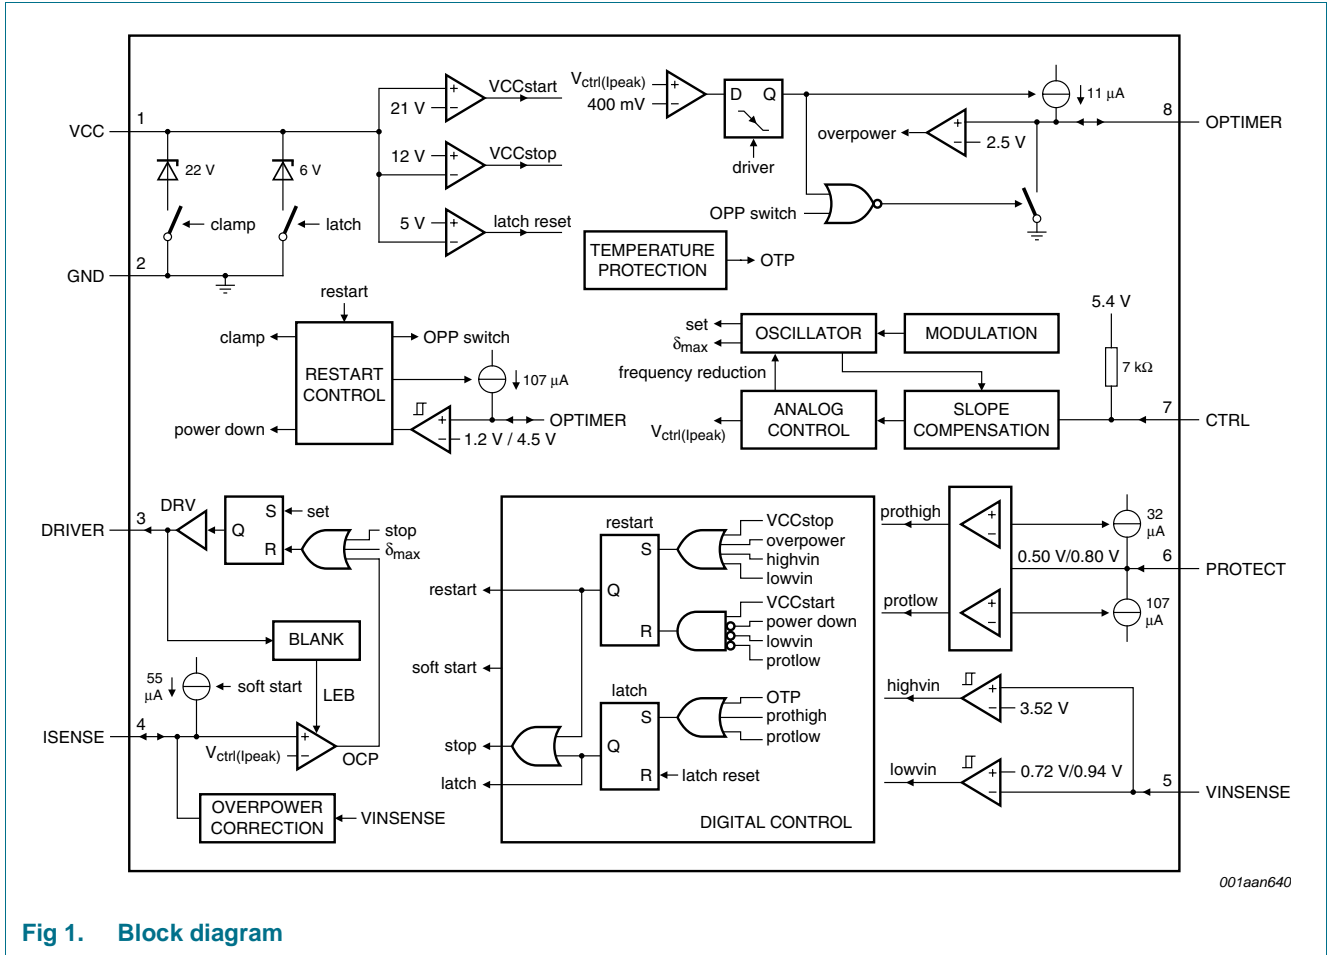 VCC
1
22 V
6 V
clamp
latch
GND
2
21 V
+
−
VCCstart
12 V
+
−
VCCstop
5 V
+
−
latch reset
Vctrl(Ipeak)
400 mV
+
−
D Q
driver
11 μA
8
OPTIMER
overpower
+
−
2.5 V
OPP switch
TEMPERATURE
PROTECTION
OTP
restart
clamp
OPP switch
RESTART
CONTROL
107 μA
+
−
OPTIMER
1.2 V / 4.5 V
power down
set
δmax
OSCILLATOR
MODULATION
frequency reduction
5.4 V
7 kΩ
Vctrl(Ipeak)
ANALOG
CONTROL
SLOPE
COMPENSATION
7
CTRL
DRIVER
3
DRV
Q
S
R
set
stop
δmax
BLANK
55
μA
soft start
LEB
ISENSE
4
+
−
Vctrl(Ipeak)
OCP
OVERPOWER
CORRECTION
VINSENSE
restart
S
Q
R
VCCstop
overpower
highvin
lowvin
VCCstart
power down
lowvin
protlow
restart
soft start
latch
S
Q
R
OTP
prothigh
protlow
latch reset
stop
latch
DIGITAL CONTROL
prothigh
+
−
32
μA
0.50 V/0.80 V
6
PROTECT
protlow
+
−
107
μA
highvin
+
−
3.52 V
lowvin
+
−
0.72 V/0.94 V
5
VINSENSE
001aan640
Fig 1. Block diagram